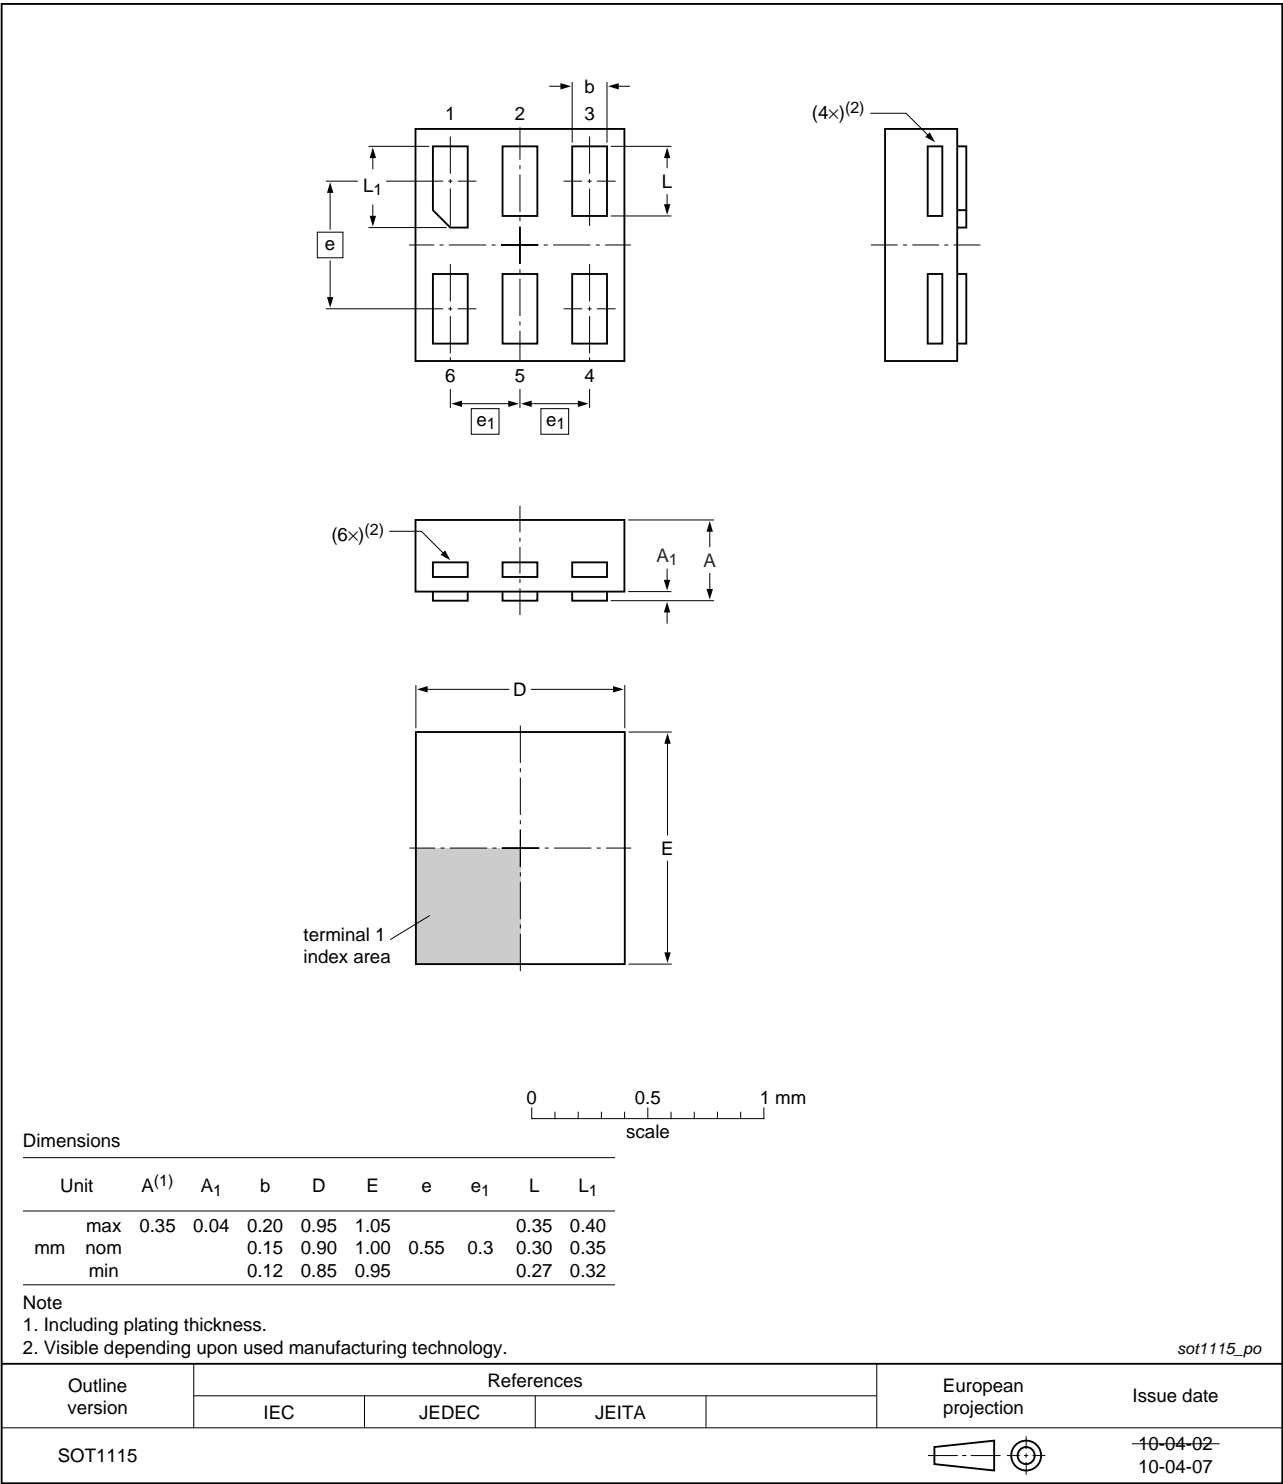 b
1 2 3
(4×)(2)
L1
L
e
6 5 4
e1 e1
(6×)(2)
A1 A
D
E
terminal 1
index area
0 0.5 1 mm
scale
Dimensions
Unit A(1) A1 b D E e e1 L L1
max 0.35 0.04 0.20 0.95 1.05 0.35 0.40
mm nom 0.15 0.90 1.00 0.55 0.3 0.30 0.35
min 0.12 0.85 0.95 0.27 0.32
Note
1. Including plating thickness.
2. Visible depending upon used manufacturing technology.
sot1115_po
Outline
version
References
IEC JEDEC JEITA
European
projection
Issue date
SOT1115
10-04-02
10-04-07